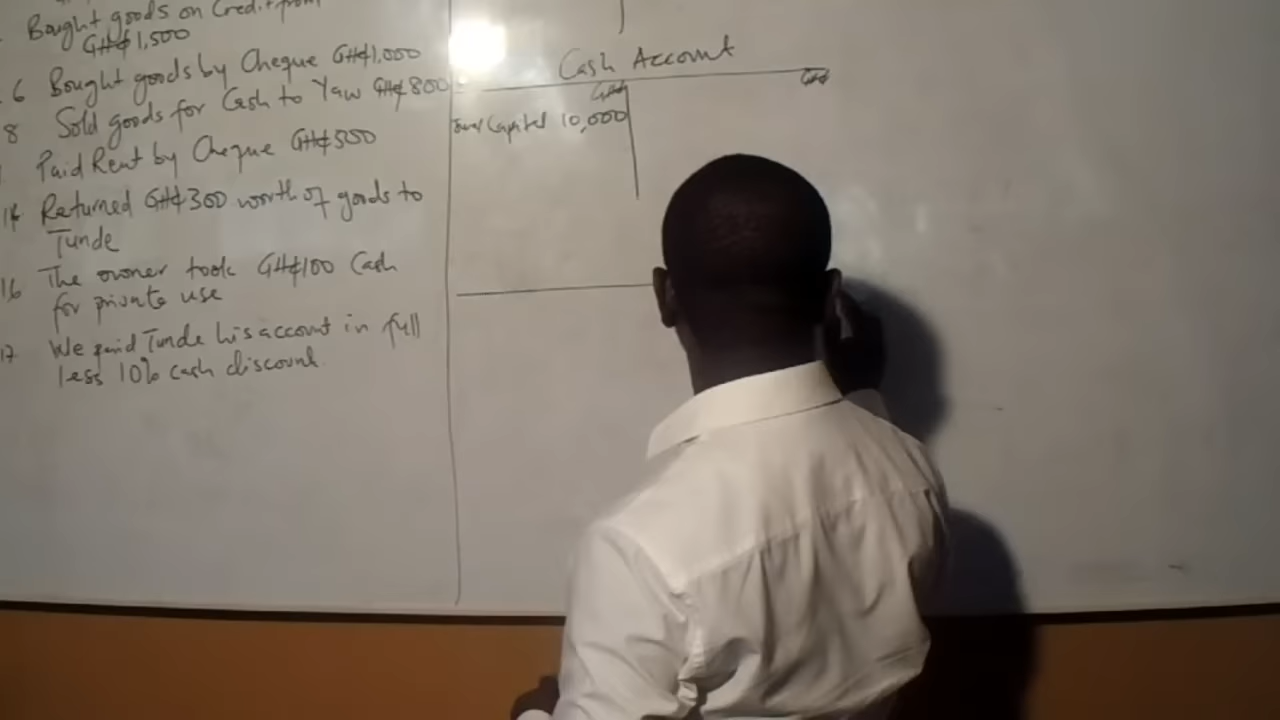 Bought goods on Credit from
GH¢1,500
6 Bought goods by Cheque GH¢1,000
8 Sold goods for Cash to Yaw GH¢800
Paid Rent by Cheque GH¢500
14 Returned GH¢300 worth of goods to
Tunde
16 The owner took GH¢100 Cash
for private use
17 We paid Tunde his account in full
less 10% cash discount.
Cash Account
GH¢
GH¢
Capital 10,000